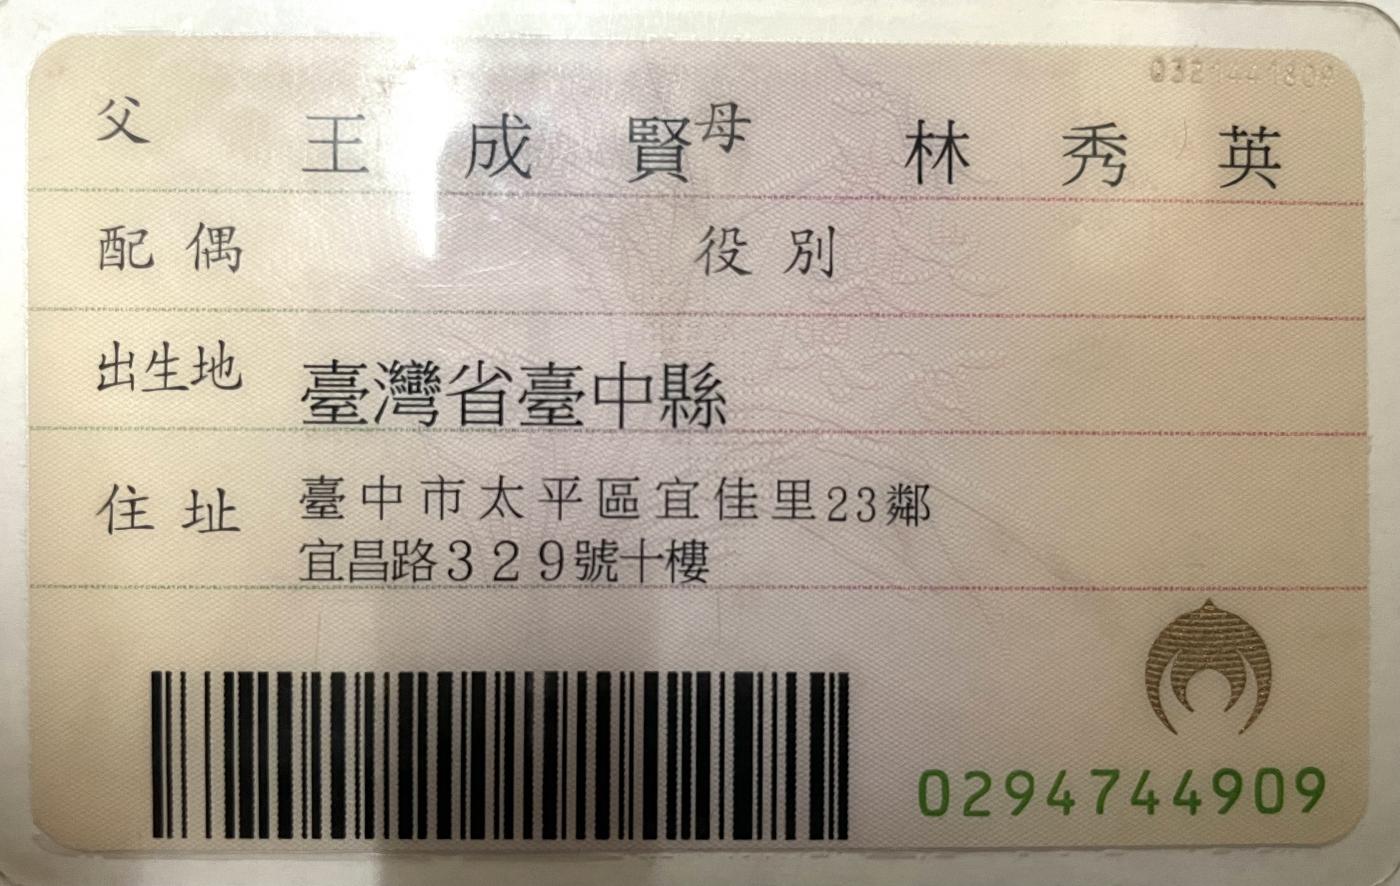 父 王成賢 母 林秀英
配偶 役別
出生地 臺灣省臺中縣
住址 臺中市太平區宜佳里23鄰
宜昌路329號十樓
0294744909